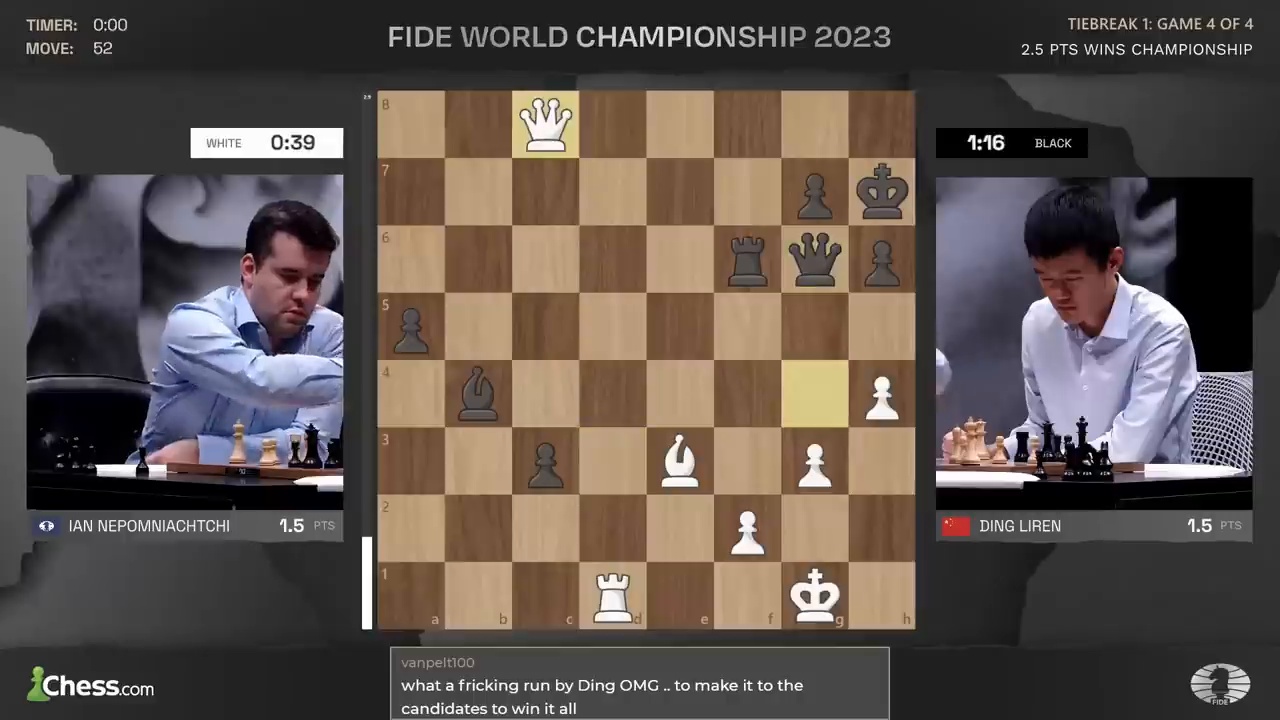 TIMER: 0:00
MOVE: 52
FIDE WORLD CHAMPIONSHIP 2023
TIEBREAK 1: GAME 4 OF 4
2.5 PTS WINS CHAMPIONSHIP
WHITE 0:39
1:16 BLACK
8
7
6
5
4
3
2
1
a b c d e f g h
IAN NEPOMNIACHTCHI 1.5 PTS
DING LIREN 1.5 PTS
vanpelt100
what a fricking run by Ding OMG .. to make it to the
candidates to win it all
Chess.com
FIDE